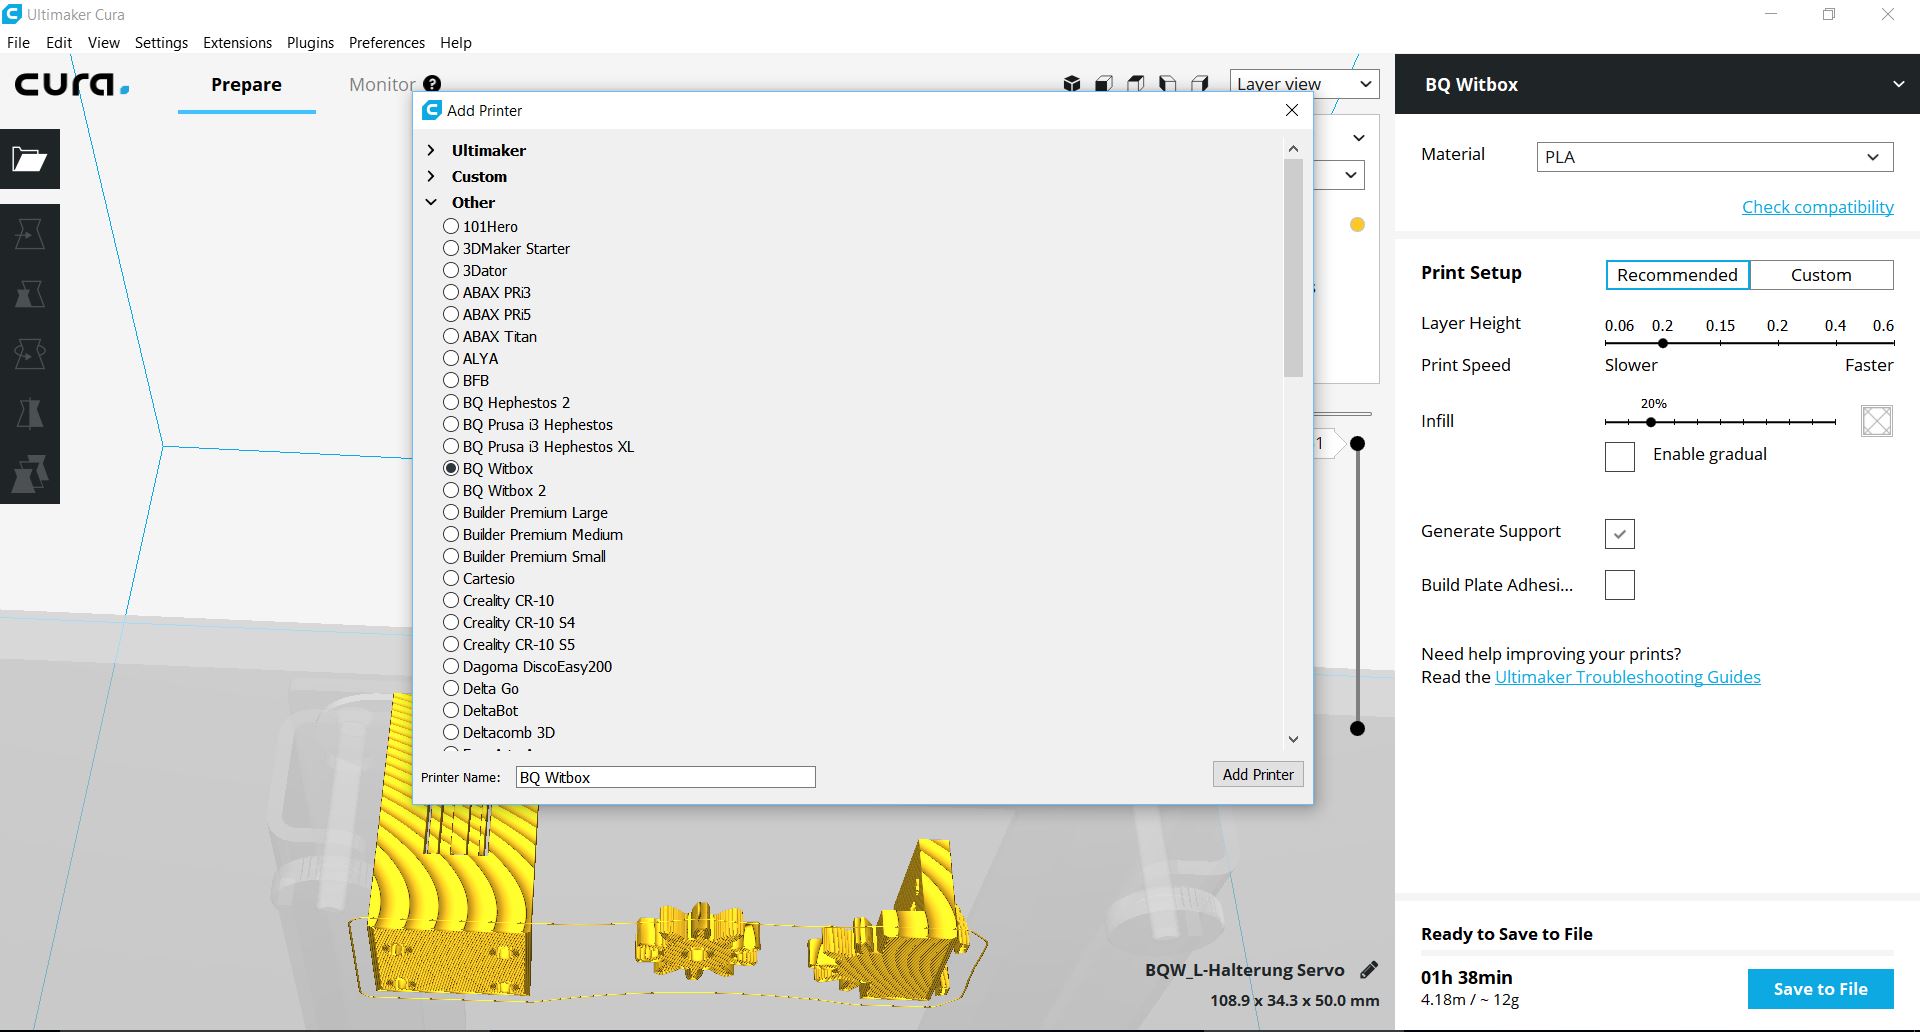 Ultimaker Cura
File Edit View Settings Extensions Plugins Preferences Help
cura.
Prepare
Monitor
?
Layer view
BQ Witbox
Add Printer
Ultimaker
Custom
Other
101Hero
3DMaker Starter
3Dator
ABAX PRi3
ABAX PRi5
ABAX Titan
ALYA
BFB
BQ Hephestos 2
BQ Prusa i3 Hephestos
BQ Prusa i3 Hephestos XL
BQ Witbox
BQ Witbox 2
Builder Premium Large
Builder Premium Medium
Builder Premium Small
Cartesio
Creality CR-10
Creality CR-10 S4
Creality CR-10 S5
Dagoma DiscoEasy200
Delta Go
DeltaBot
Deltacomb 3D
Printer Name: BQ Witbox
Add Printer
1
Material PLA
Check compatibility
Print Setup Recommended Custom
Layer Height 0.06 0.2 0.15 0.2 0.4 0.6
Print Speed Slower Faster
20%
Infill
Enable gradual
Generate Support
Build Plate Adhesi...
Need help improving your prints?
Read the Ultimaker Troubleshooting Guides
BQW_L-Halterung Servo
108.9 x 34.3 x 50.0 mm
Ready to Save to File
01h 38min
4.18m / ~ 12g
Save to File